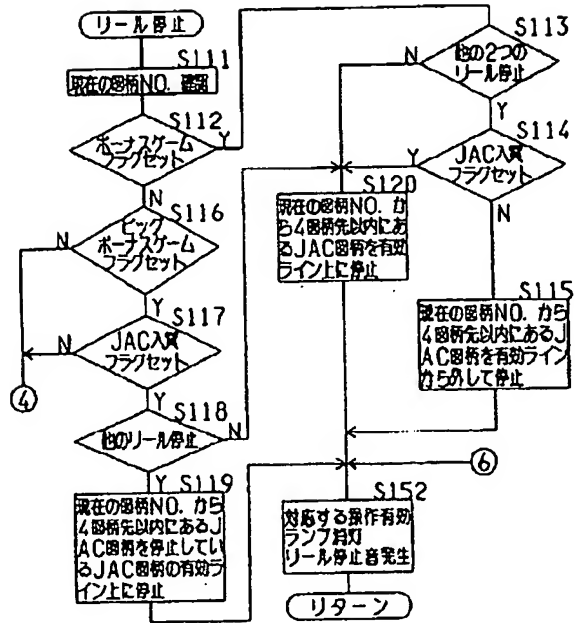 リール停止
S111
現在の図柄NO. 確認
S112
ボーナスゲーム
フラグセット
Y
N
S116
ビッグ
ボーナスゲーム
フラグセット
N
Y
S117
JAC入賞
フラグセット
N
Y
④
S118
他のリール停止
N
Y
S119
現在の図柄NO. から
4図柄先以内にあるJ
AC図柄を停止してい
るJAC図柄の有効ラ
イン上に停止
S113
他の2つの
リール停止
N
Y
S114
JAC入賞
フラグセット
Y
N
S120
現在の図柄NO. か
ら4図柄先以内にあ
るJAC図柄を有効
ライン上に停止
S115
現在の図柄NO. から
4図柄先以内にあるJ
AC図柄を有効ライン
から外して停止
⑥
S152
対応する操作有効
ランプ消灯
リール停止音発生
リターン